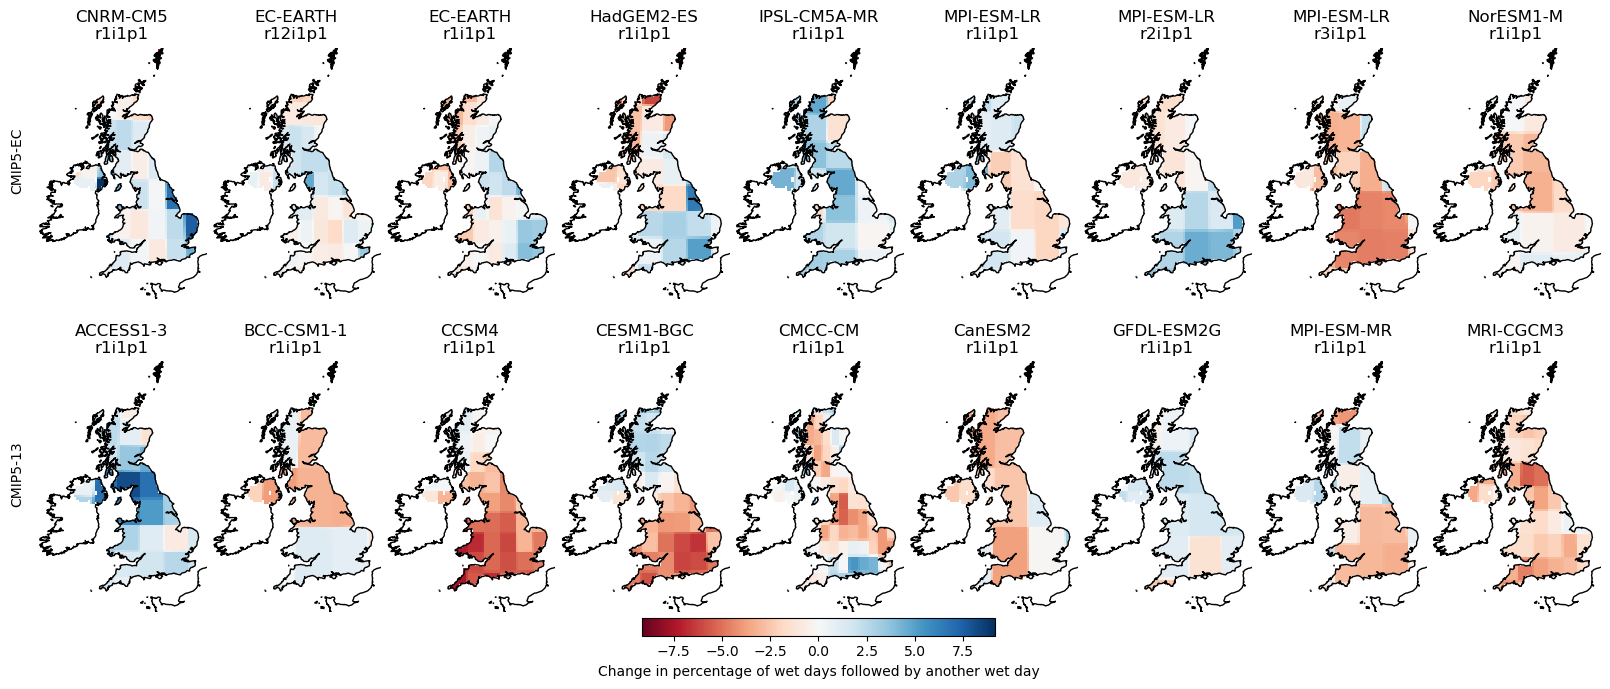 CNRM-CM5 EC-EARTH EC-EARTH HadGEM2-ES IPSL-CM5A-MR MPI-ESM-LR MPI-ESM-LR MPI-ESM-LR NorESM1-M
r1i1p1 r12i1p1 r1i1p1 r1i1p1 r1i1p1 r1i1p1 r2i1p1 r3i1p1 r1i1p1
CMIP5-EC
ACCESS1-3 BCC-CSM1-1 CCSM4 CESM1-BGC CMCC-CM CanESM2 GFDL-ESM2G MPI-ESM-MR MRI-CGCM3
r1i1p1 r1i1p1 r1i1p1 r1i1p1 r1i1p1 r1i1p1 r1i1p1 r1i1p1 r1i1p1
CMIP5-13
−7.5 −5.0 −2.5 0.0 2.5 5.0 7.5
Change in percentage of wet days followed by another wet day